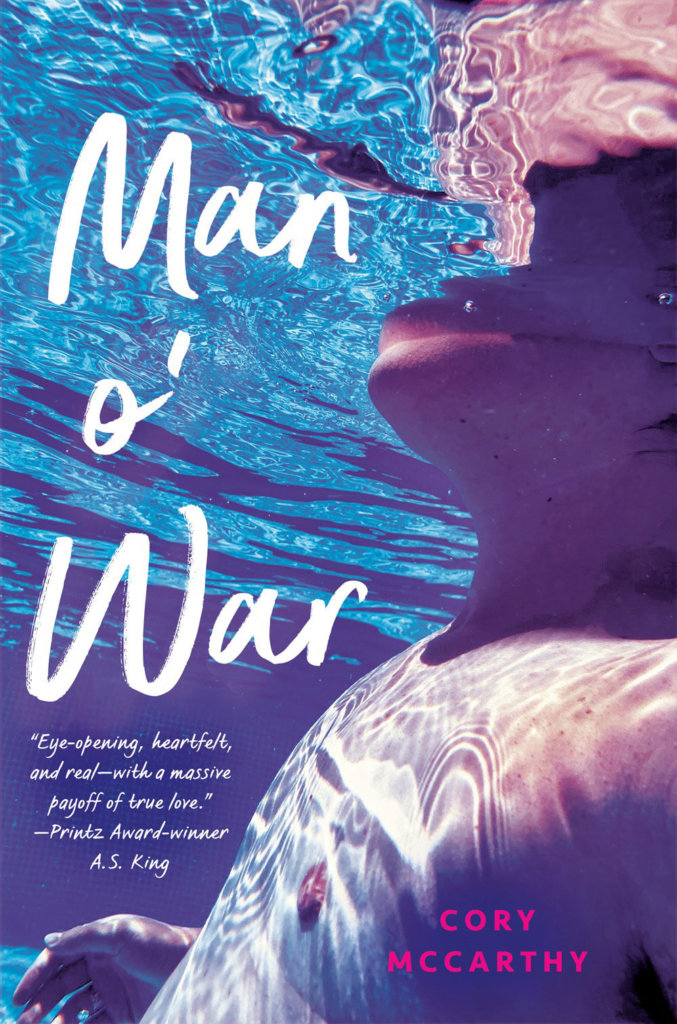 Man
o'
War
“Eye-opening, heartfelt,
and real—with a massive
payoff of true love.”
—Printz Award-winner
A.S. King
CORY
MCCARTHY